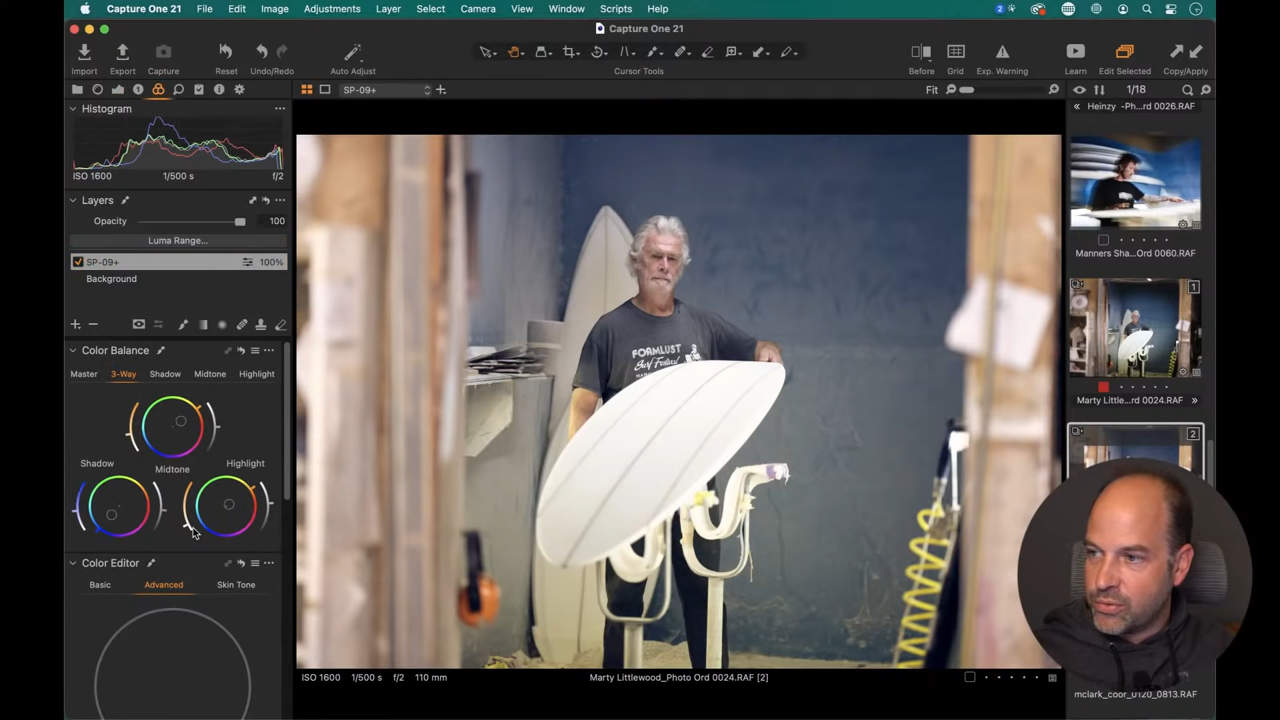 Capture One 21 File Edit Image Adjustments Layer Select Camera View Window Scripts Help
2
Capture One 21
Import Export Capture Reset Undo/Redo Auto Adjust Cursor Tools Before Grid Exp. Warning Learn Edit Selected Copy/Apply
SP-09+ Fit 1/18
Histogram
ISO 1600 1/500 s f/2
Layers
Opacity 100
Luma Range...
SP-09+ 100%
Background
Color Balance
Master 3-Way Shadow Midtone Highlight
Shadow Midtone Highlight
Color Editor
Basic Advanced Skin Tone
FORMLUST
Surf Festival
ISO 1600 1/500 s f/2 110 mm Marty Littlewood_Photo Ord 0024.RAF [2]
Heinzy -Ph...rd 0026.RAF
Manners Sha...Ord 0060.RAF
1
Marty Little...rd 0024.RAF
2
mclark_coor_0120_0813.RAF